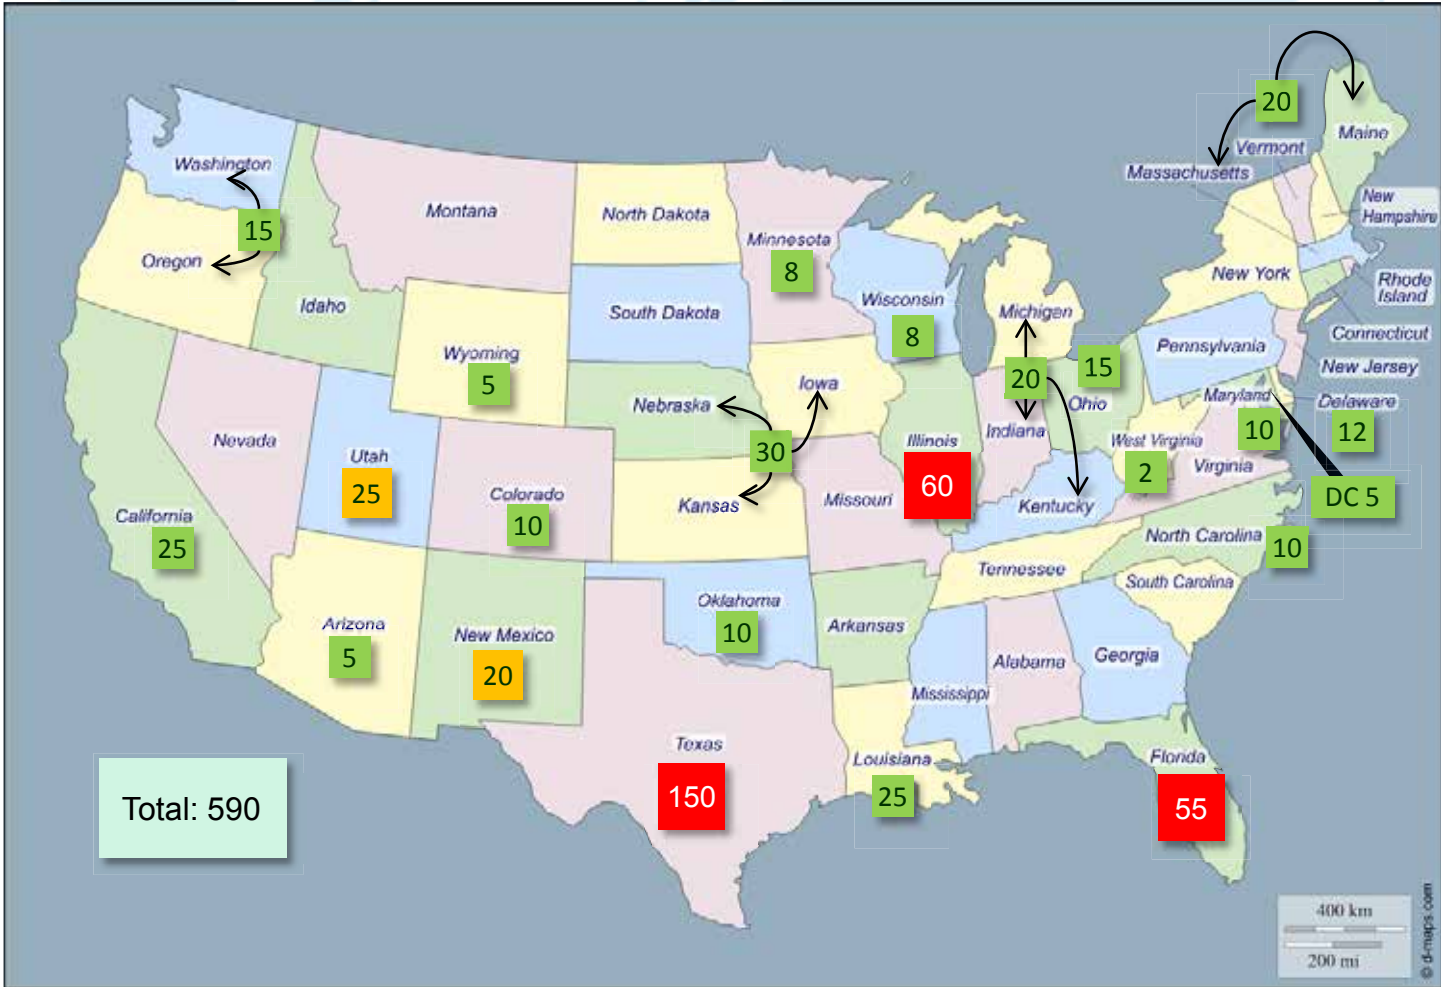 20
Maine
Vermont
Massachusetts
New
Hampshire
Washington
15
Oregon
Montana
North Dakota
Minnesota
8
Idaho
South Dakota
Wisconsin
8
Michigan
New York
Rhode
Island
Connecticut
Pennsylvania
New Jersey
Wyoming
5
Nebraska
Iowa
30
20
15
Ohio
Indiana
Illinois
60
Maryland
10
Delaware
12
West Virginia
2
Virginia
DC 5
Nevada
Utah
25
Colorado
10
Kansas
Missouri
Kentucky
California
25
North Carolina
10
Tennessee
South Carolina
Arizona
5
New Mexico
20
Oklahoma
10
Arkansas
Mississippi
Alabama
Georgia
Texas
150
Louisiana
25
Florida
55
Total: 590
400 km
200 mi
© d-maps.com